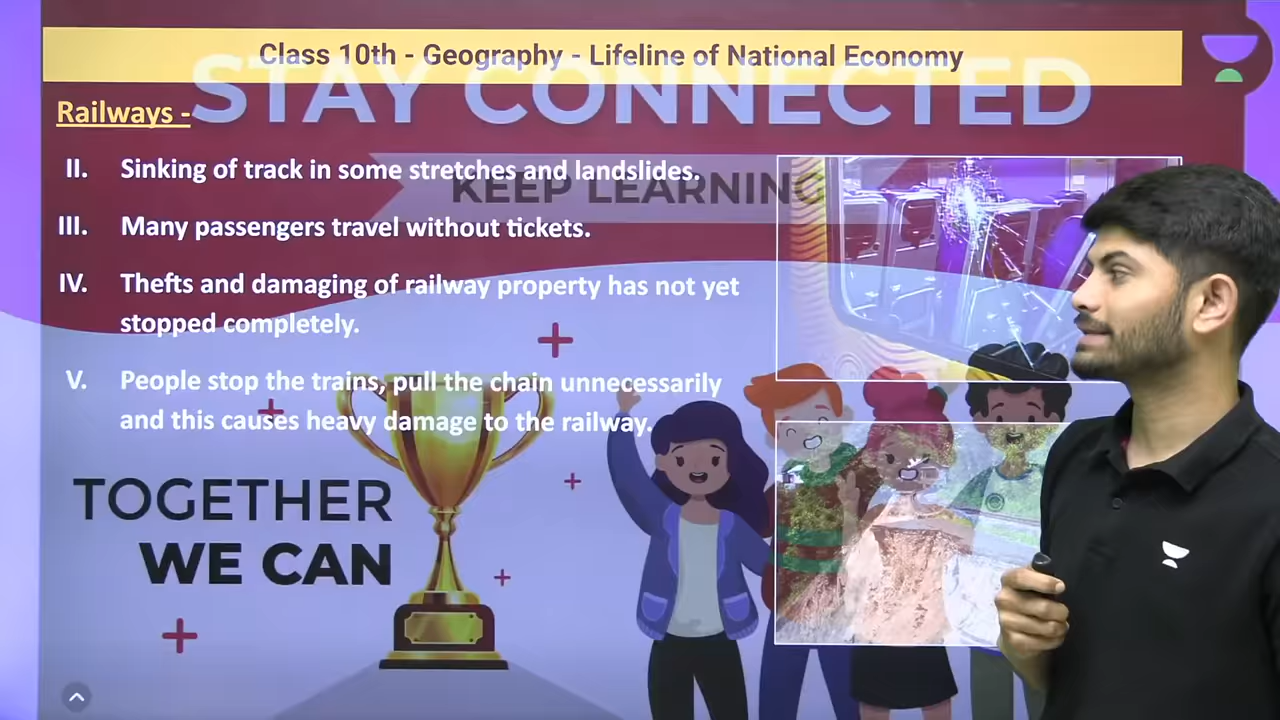 Class 10th - Geography - Lifeline of National Economy
STAY CONNECTED
Railways -
II. Sinking of track in some stretches and landslides.
KEEP LEARNING
III. Many passengers travel without tickets.
IV. Thefts and damaging of railway property has not yet
stopped completely.
V. People stop the trains, pull the chain unnecessarily
and this causes heavy damage to the railway.
TOGETHER
WE CAN